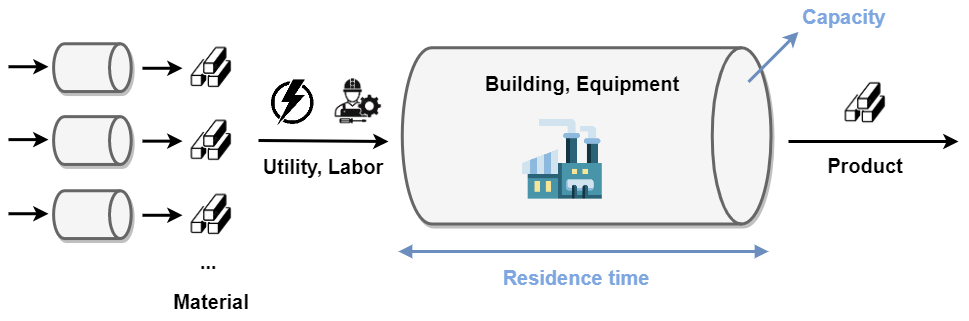 Capacity
Building, Equipment
Utility, Labor
Product
Residence time
...
Material